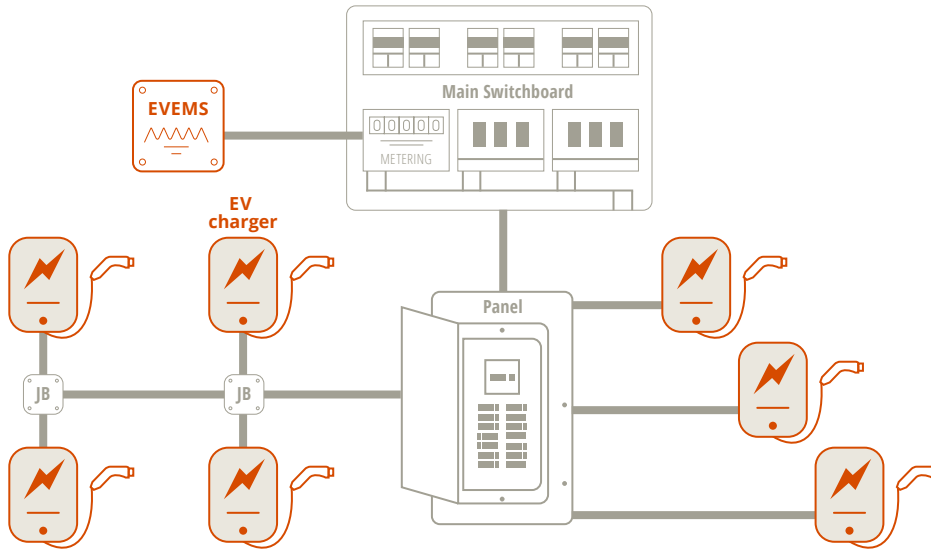 Main Switchboard
EVEMS
00000
METERING
EV
charger
Panel
JB
JB